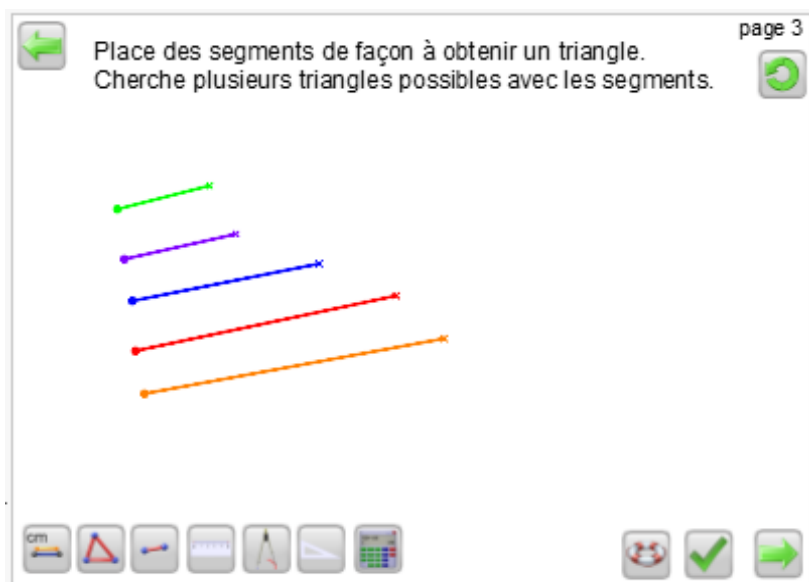 page 3
Place des segments de façon à obtenir un triangle.
Cherche plusieurs triangles possibles avec les segments.
cm